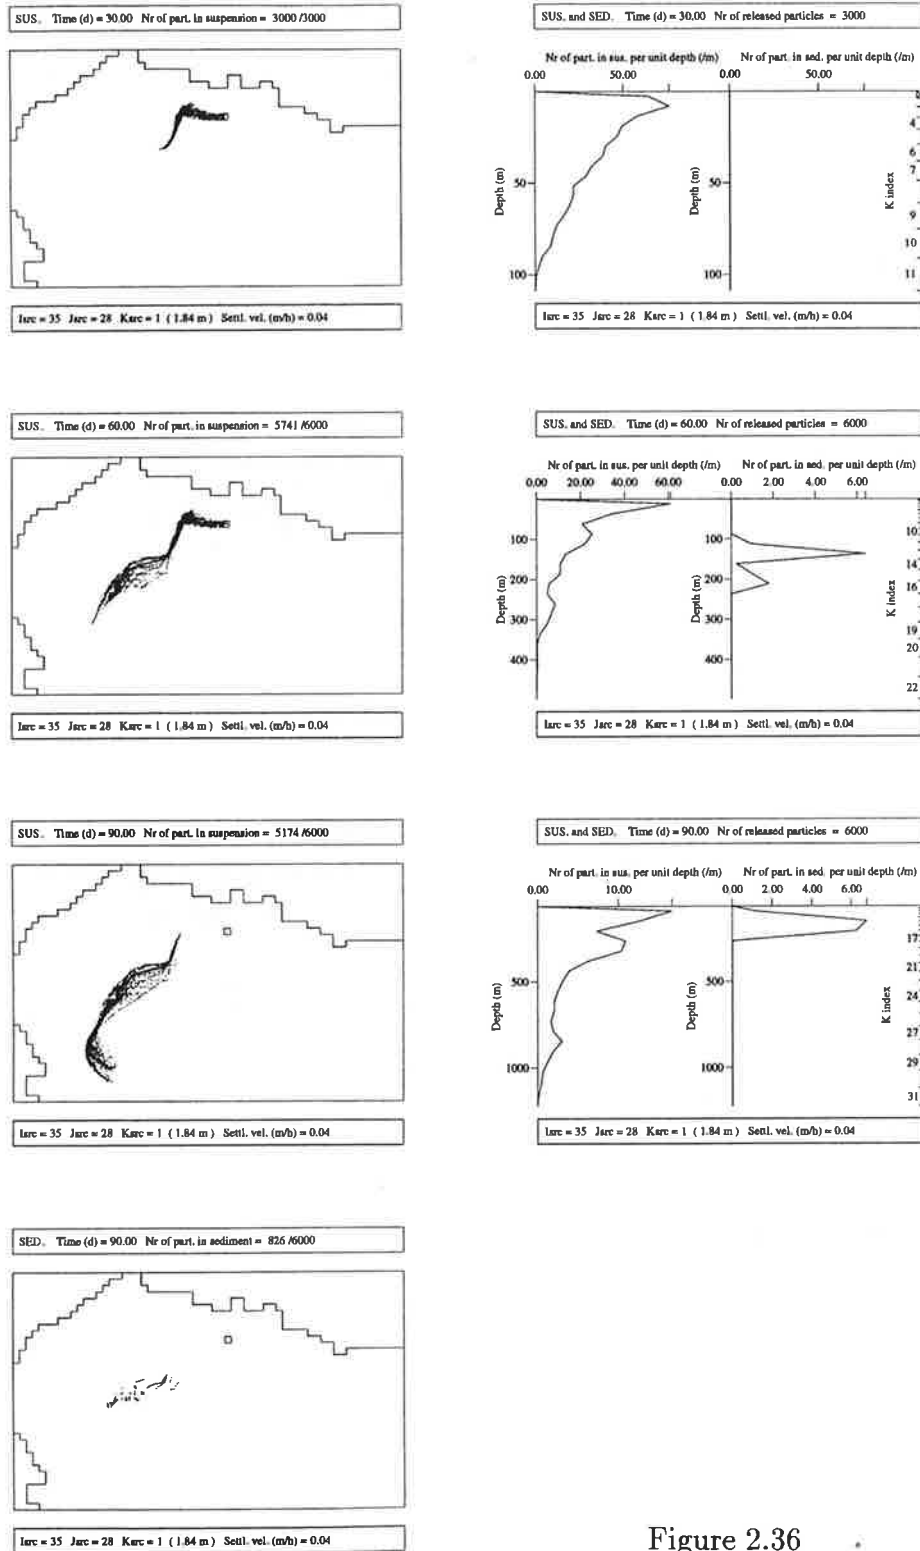 SUS. Time (d) = 30.00 Nr of part. in suspension = 3000/3000
Isrc = 35 Jsrc = 28 Ksrc = 1 ( 1.84 m ) Settl. vel. (m/h) = 0.04
SUS. and SED. Time (d) = 30.00 Nr of released particles = 3000
Nr of part. in sus. per unit depth (/m) Nr of part. in sed. per unit depth (/m)
0.00 50.00 0.00 50.00
Depth (m)
50
100
Depth (m)
50
100
K index
4
6
7
9
10
11
Isrc = 35 Jsrc = 28 Ksrc = 1 ( 1.84 m ) Settl. vel. (m/h) = 0.04
SUS. Time (d) = 60.00 Nr of part. in suspension = 5741 /6000
Isrc = 35 Jsrc = 28 Ksrc = 1 ( 1.84 m ) Settl. vel. (m/h) = 0.04
SUS. and SED. Time (d) = 60.00 Nr of released particles = 6000
Nr of part. in sus. per unit depth (/m) Nr of part. in sed. per unit depth (/m)
0.00 20.00 40.00 60.00 0.00 2.00 4.00 6.00
Depth (m)
100
200
300
400
Depth (m)
100
200
300
400
K index
10
14
16
19
20
22
Isrc = 35 Jsrc = 28 Ksrc = 1 ( 1.84 m ) Settl. vel. (m/h) = 0.04
SUS. Time (d) = 90.00 Nr of part. in suspension = 5174 /6000
Isrc = 35 Jsrc = 28 Ksrc = 1 ( 1.84 m ) Settl. vel. (m/h) = 0.04
SUS. and SED. Time (d) = 90.00 Nr of released particles = 6000
Nr of part. in sus. per unit depth (/m) Nr of part. in sed. per unit depth (/m)
0.00 10.00 0.00 2.00 4.00 6.00
Depth (m)
500
1000
Depth (m)
500
1000
K index
17
21
24
27
29
31
Isrc = 35 Jsrc = 28 Ksrc = 1 ( 1.84 m ) Settl. vel. (m/h) = 0.04
SED. Time (d) = 90.00 Nr of part. in sediment = 826 /6000
Isrc = 35 Jsrc = 28 Ksrc = 1 ( 1.84 m ) Settl. vel. (m/h) = 0.04
Figure 2.36